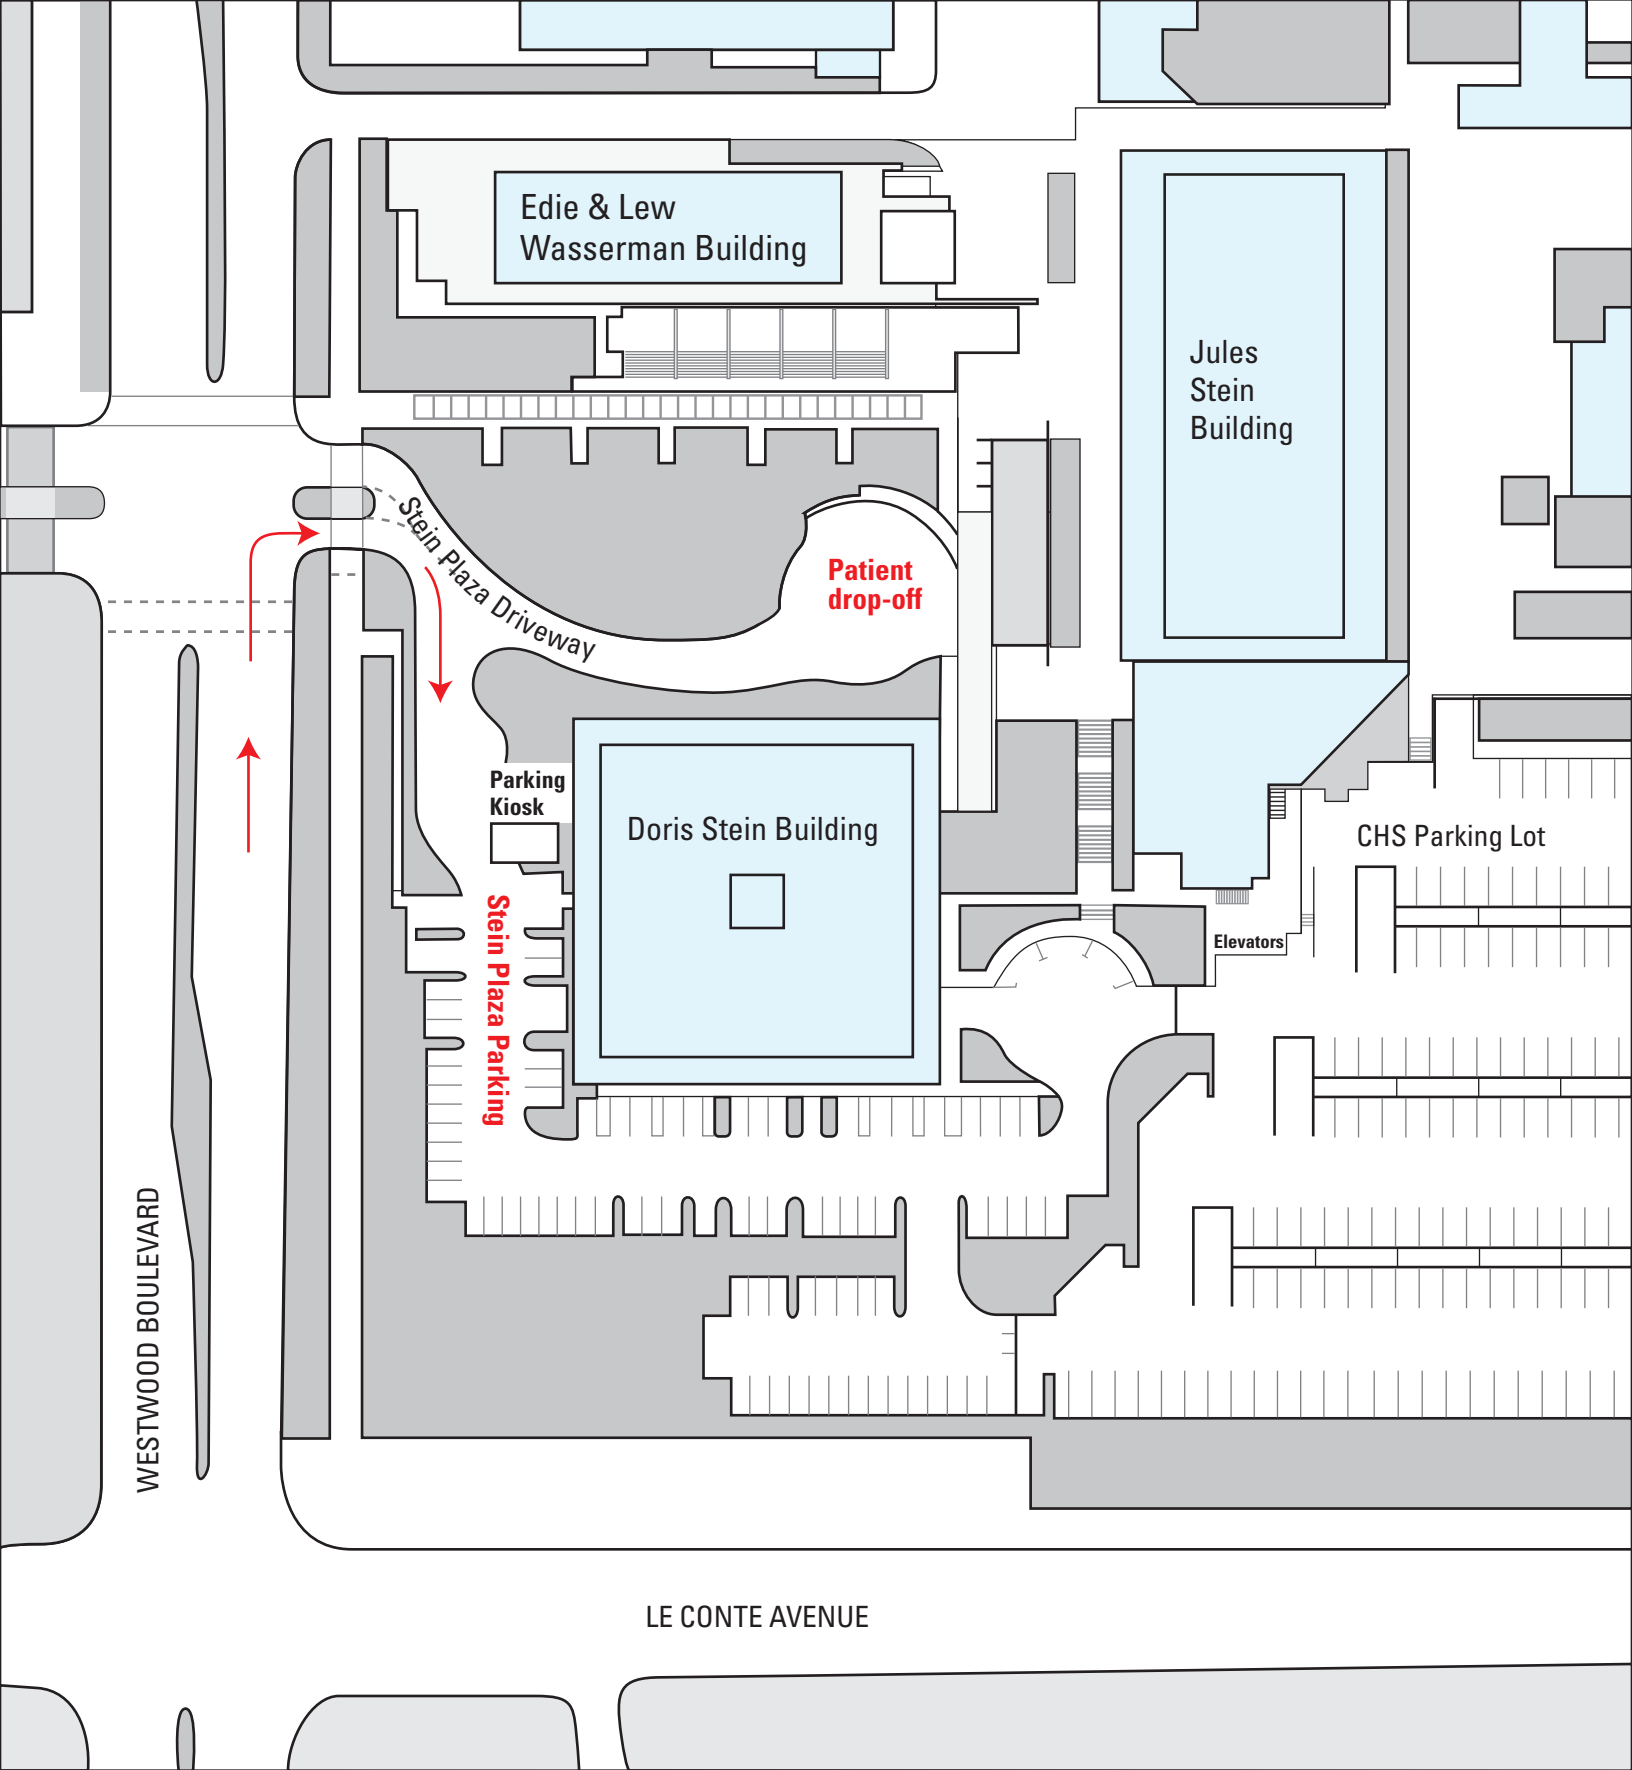 Edie & Lew
Wasserman Building
Jules
Stein
Building
Stein Plaza Driveway
Patient
drop-off
Parking
Kiosk
Doris Stein Building
CHS Parking Lot
Elevators
Stein Plaza Parking
WESTWOOD BOULEVARD
LE CONTE AVENUE